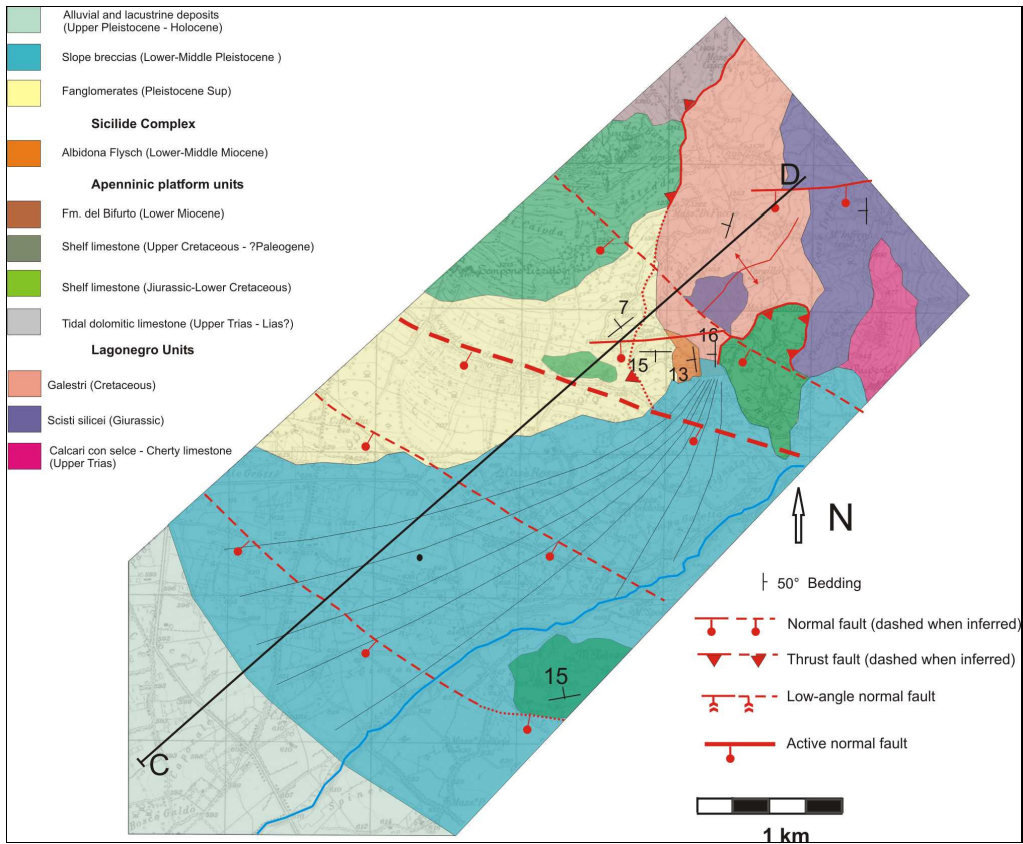 Alluvial and lacustrine deposits
(Upper Pleistocene - Holocene)
Slope breccias (Lower-Middle Pleistocene )
Fanglomerates (Pleistocene Sup)
Sicilide Complex
Albidona Flysch (Lower-Middle Miocene)
Apenninic platform units
Fm. del Bifurto (Lower Miocene)
Shelf limestone (Upper Cretaceous - ?Paleogene)
Shelf limestone (Jiurassic-Lower Cretaceous)
Tidal dolomitic limestone (Upper Trias - Lias?)
Lagonegro Units
Galestri (Cretaceous)
Scisti silicei (Giurassic)
Calcari con selce - Cherty limestone
(Upper Trias)
D
7
16
15
13
N
50° Bedding
Normal fault (dashed when inferred)
Thrust fault (dashed when inferred)
15
Low-angle normal fault
Active normal fault
C
1 km